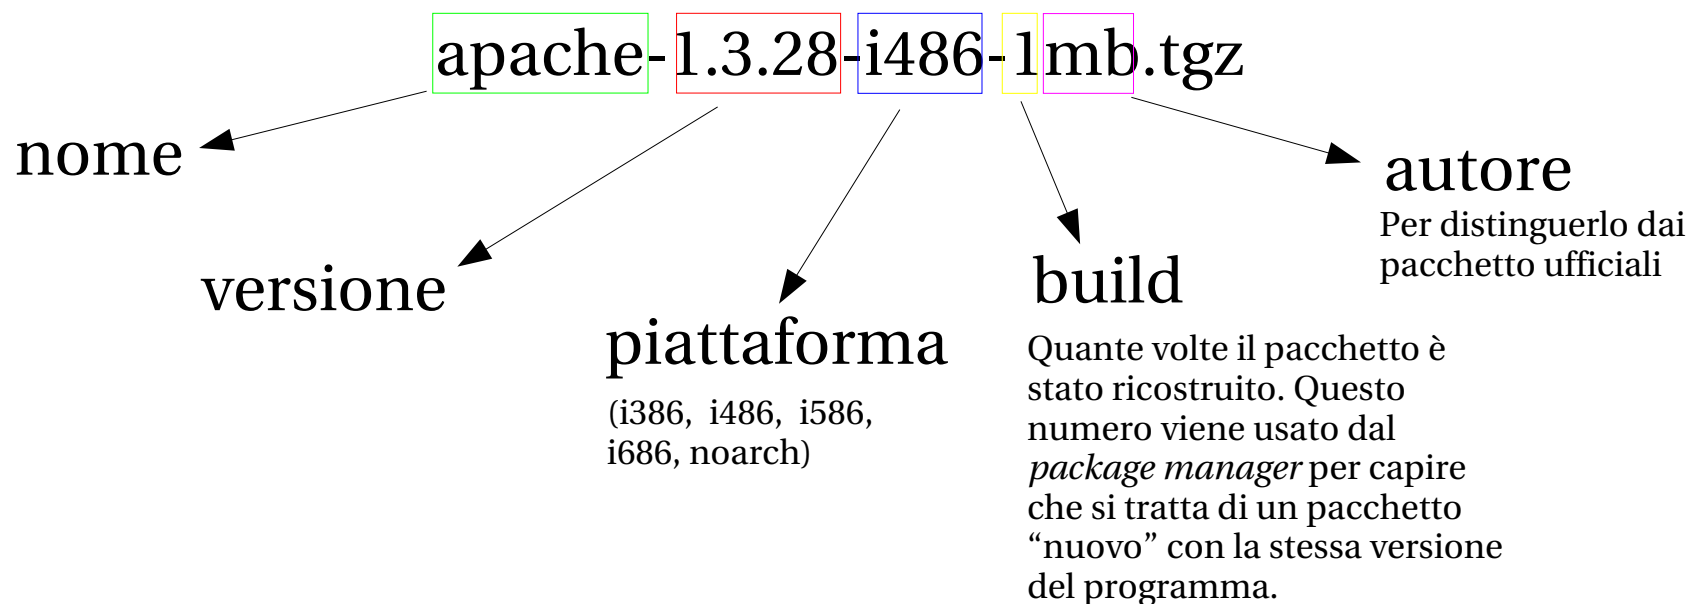 apache-1.3.28-i486-1mb.tgz
nome
versione
piattaforma
(i386, i486, i586,
i686, noarch)
build
Quante volte il pacchetto è
stato ricostruito. Questo
numero viene usato dal
package manager per capire
che si tratta di un pacchetto
“nuovo” con la stessa versione
del programma.
autore
Per distinguerlo dai
pacchetto ufficiali